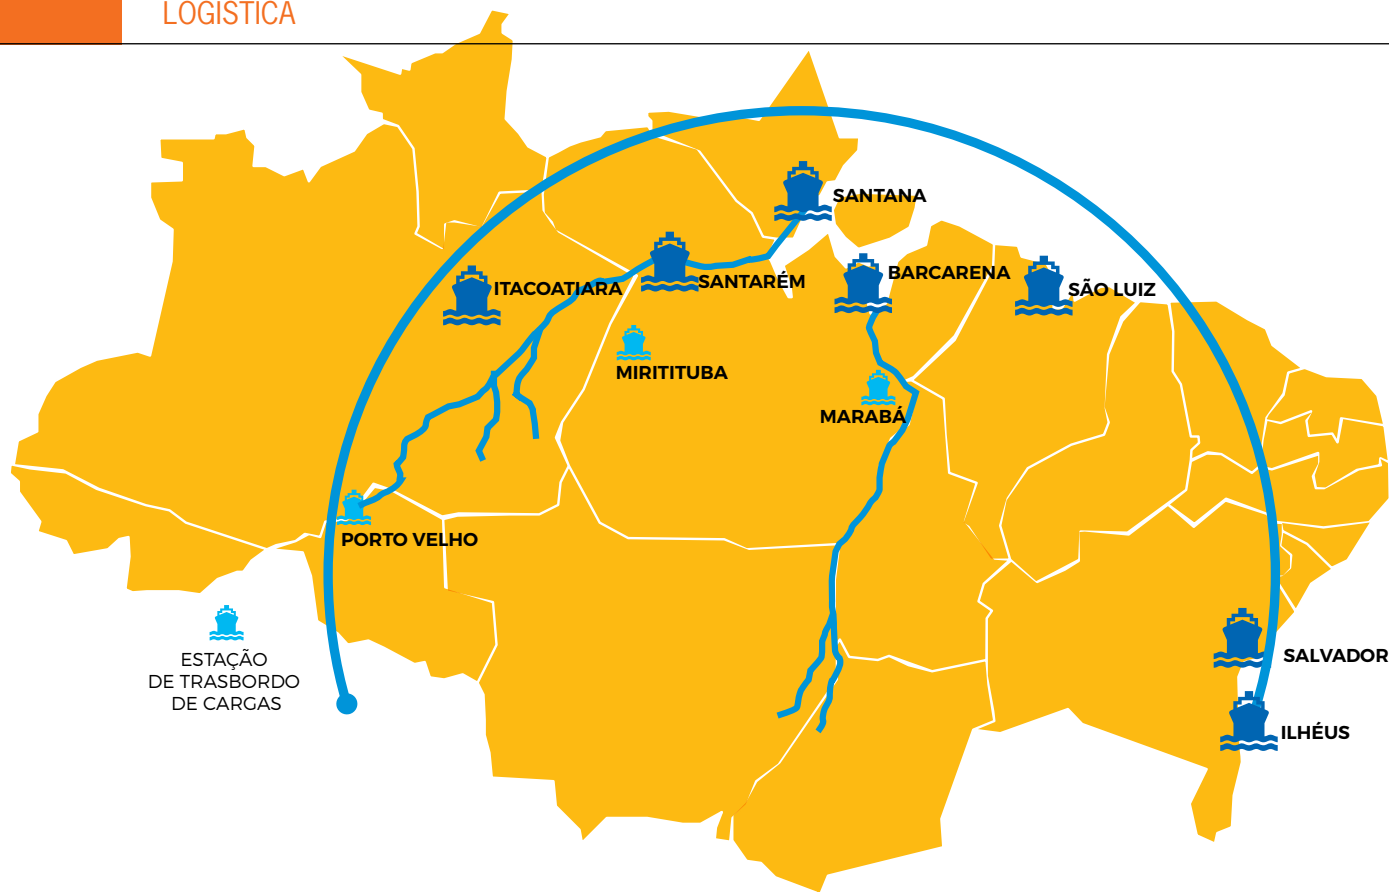 LOGÍSTICA
SANTANA
BARCARENA
SANTARÉM
ITACOATIARA
SÃO LUIZ
MIRITITUBA
MARABÁ
PORTO VELHO
ESTAÇÃO
DE TRASBORDO
DE CARGAS
SALVADOR
ILHÉUS